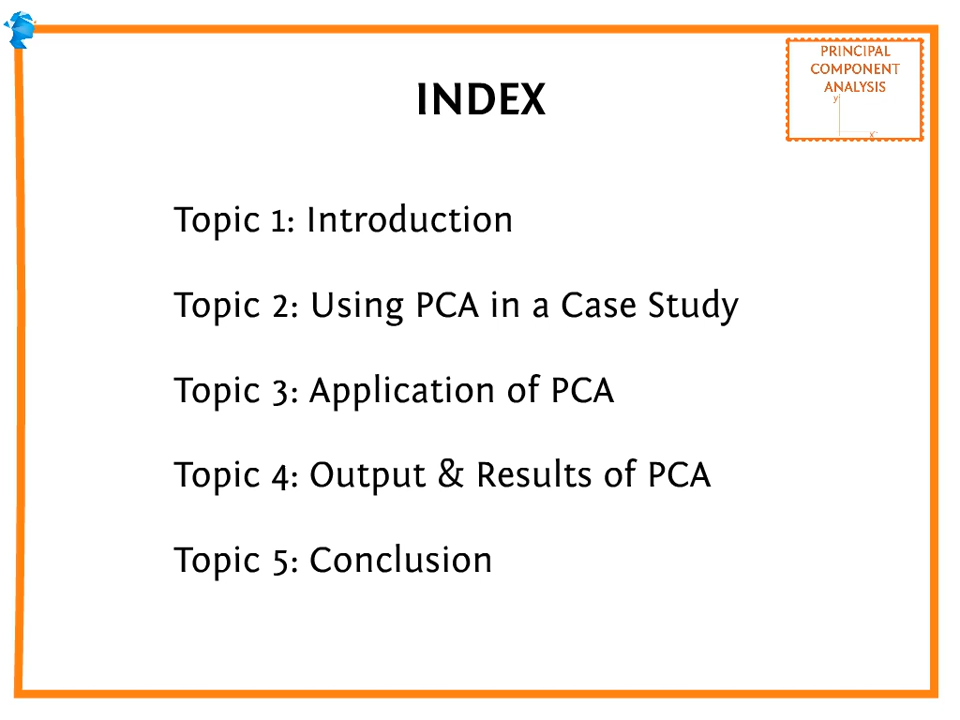 PRINCIPAL
COMPONENT
ANALYSIS
y
x
INDEX
Topic 1: Introduction
Topic 2: Using PCA in a Case Study
Topic 3: Application of PCA
Topic 4: Output & Results of PCA
Topic 5: Conclusion